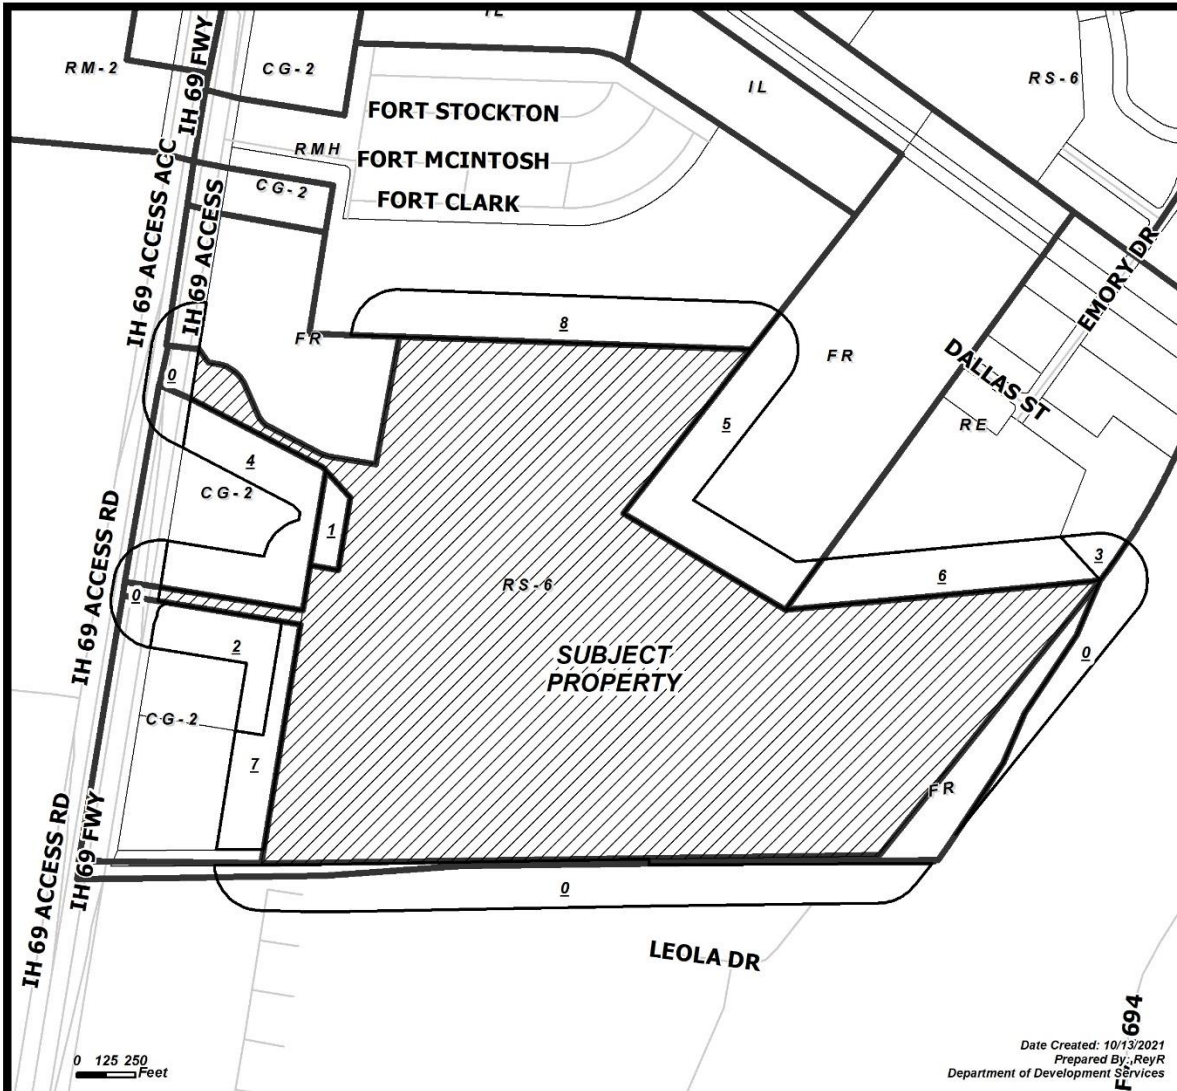 IL
RM-2
IH 69 FWY
CG-2
IL
RS-6
FORT STOCKTON
RMH
FORT MCINTOSH
CG-2
FORT CLARK
IH 69 ACCESS ACC
IH 69 ACCESS
EMORY DR
8
FR
FR
DALLAS ST
0
5
RE
4
CG-2
IH 69 ACCESS RD
1
3
RS-6
6
0
SUBJECT
PROPERTY
2
0
CG-2
7
FR
IH 69 ACCESS RD
IH 69 FWY
0
LEOLA DR
694
0 125 250
Feet
Date Created: 10/13/2021
Prepared By: ReyR
Department of Development Services